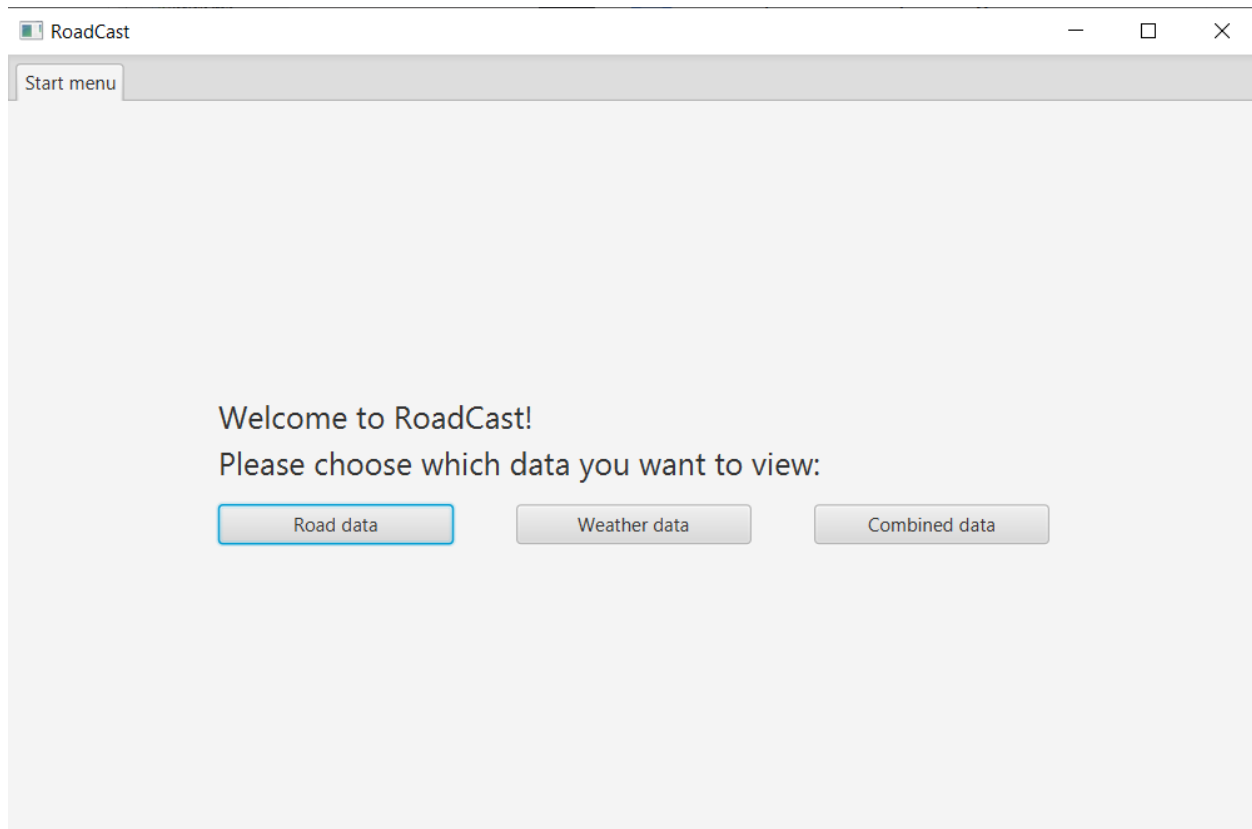 RoadCast
Start menu
Welcome to RoadCast!
Please choose which data you want to view:
Road data Weather data Combined data